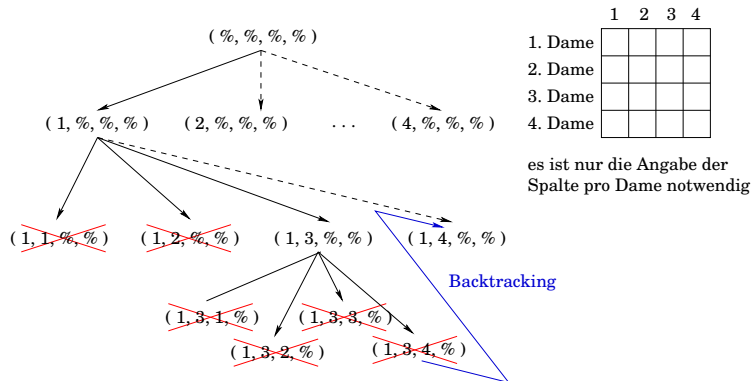 ( %, %, %, % )
( 1, %, %, % ) ( 2, %, %, % ) . . . ( 4, %, %, % )
( 1, 1, %, % ) ( 1, 2, %, % ) ( 1, 3, %, % ) ( 1, 4, %, % )
Backtracking
( 1, 3, 1, % ) ( 1, 3, 3, % )
( 1, 3, 2, % ) ( 1, 3, 4, % )
1 2 3 4
1. Dame
2. Dame
3. Dame
4. Dame
es ist nur die Angabe der
Spalte pro Dame notwendig